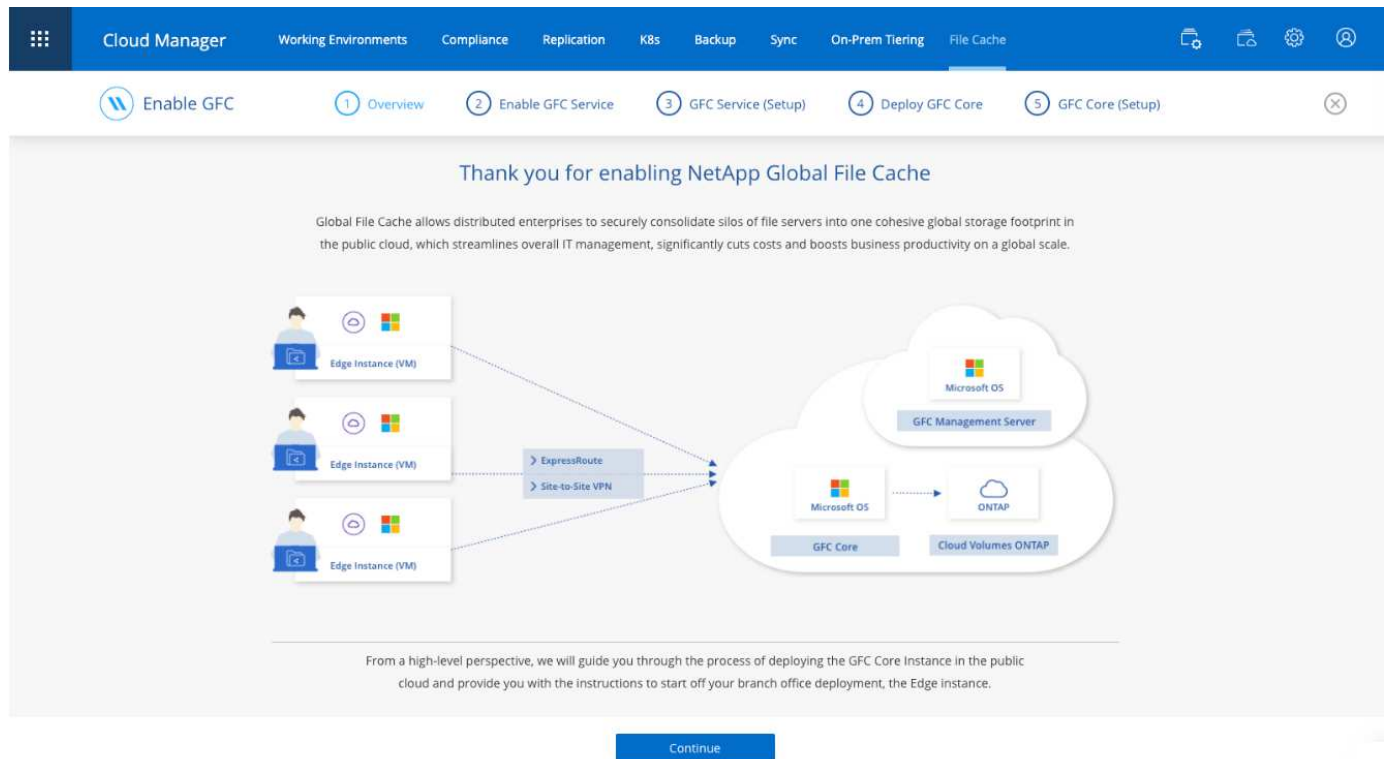 Cloud Manager
Working Environments
Compliance
Replication
K8s
Backup
Sync
On-Prem Tiering
File Cache
Enable GFC
1 Overview
2 Enable GFC Service
3 GFC Service (Setup)
4 Deploy GFC Core
5 GFC Core (Setup)
Thank you for enabling NetApp Global File Cache
Global File Cache allows distributed enterprises to securely consolidate silos of file servers into one cohesive global storage footprint in
the public cloud, which streamlines overall IT management, significantly cuts costs and boosts business productivity on a global scale.
Edge Instance (VM)
Edge Instance (VM)
Edge Instance (VM)
> ExpressRoute
> Site-to-Site VPN
Microsoft OS
GFC Management Server
Microsoft OS
GFC Core
ONTAP
Cloud Volumes ONTAP
From a high-level perspective, we will guide you through the process of deploying the GFC Core Instance in the public
cloud and provide you with the instructions to start off your branch office deployment, the Edge instance.
Continue